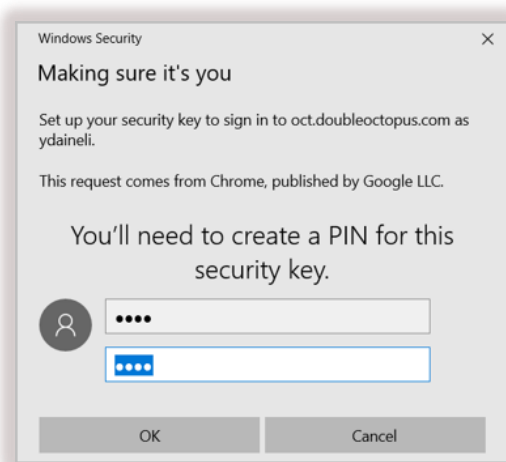 Windows Security
Making sure it's you
Set up your security key to sign in to oct.doubleoctopus.com as
ydaineli.
This request comes from Chrome, published by Google LLC.
You'll need to create a PIN for this
security key.
••••
••••
OK
Cancel